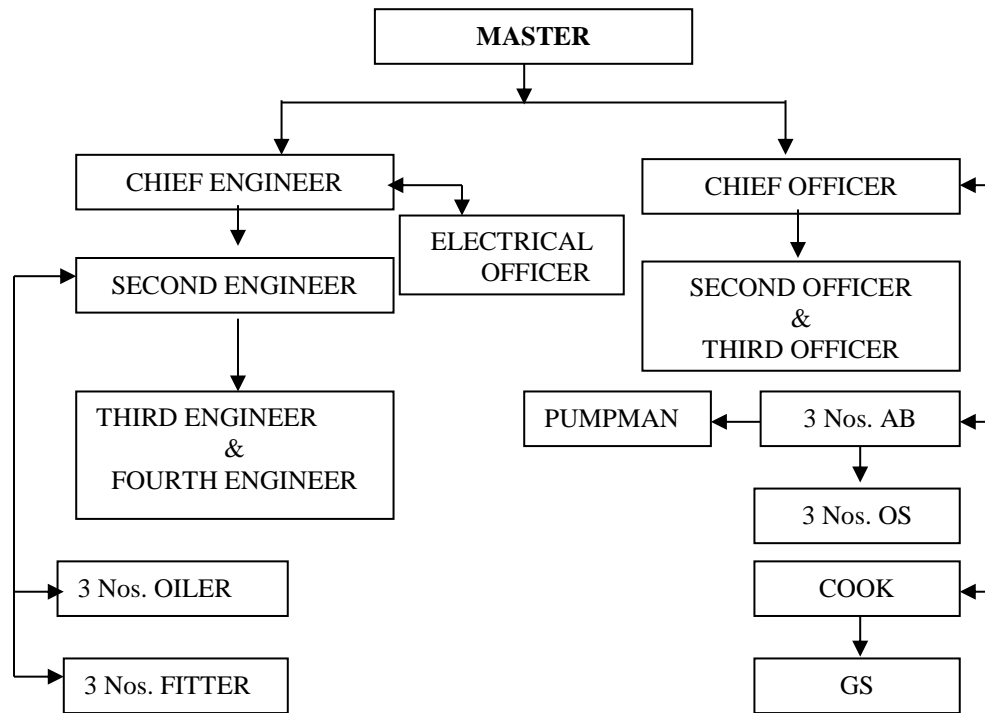 MASTER
CHIEF ENGINEER
CHIEF OFFICER
ELECTRICAL
OFFICER
SECOND ENGINEER
SECOND OFFICER
&
THIRD OFFICER
THIRD ENGINEER
&
FOURTH ENGINEER
PUMPMAN
3 Nos. AB
3 Nos. OS
3 Nos. OILER
COOK
3 Nos. FITTER
GS